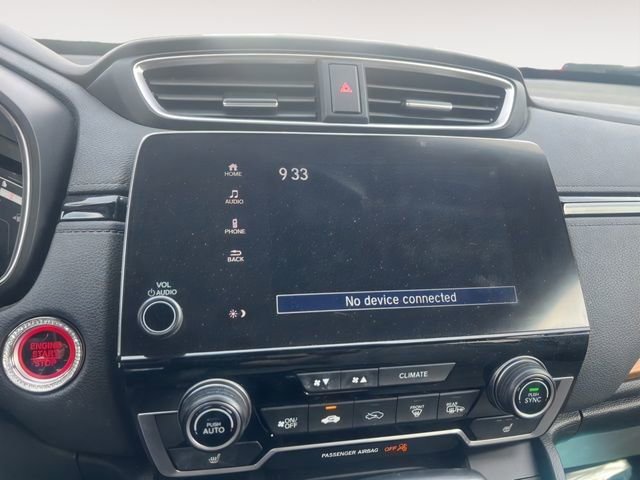 HOME
9 33
AUDIO
PHONE
BACK
VOL
AUDIO
No device connected
ENGINE
START
STOP
CLIMATE
PUSH
AUTO
ON/
OFF
FRONT
REAR
PUSH
SYNC
PASSENGER AIRBAG OFF